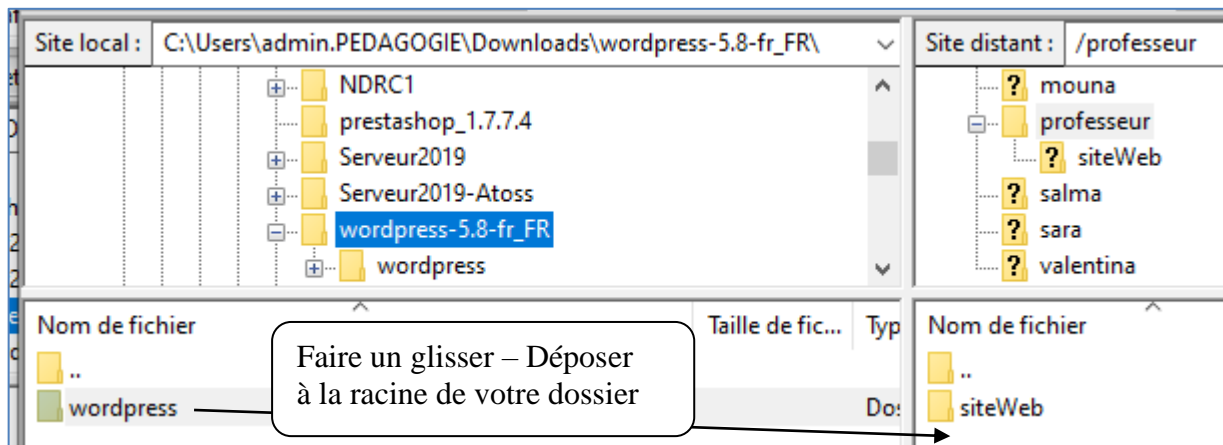 Site local : C:\Users\admin.PEDAGOGIE\Downloads\wordpress-5.8-fr_FR\
NDRC1
prestashop_1.7.7.4
Serveur2019
Serveur2019-Atoss
wordpress-5.8-fr_FR
wordpress
Site distant : /professeur
? mouna
professeur
? siteWeb
? salma
? sara
? valentina
Nom de fichier Taille de fic... Typ
..
wordpress Dos
Faire un glisser – Déposer
à la racine de votre dossier
Nom de fichier
..
siteWeb